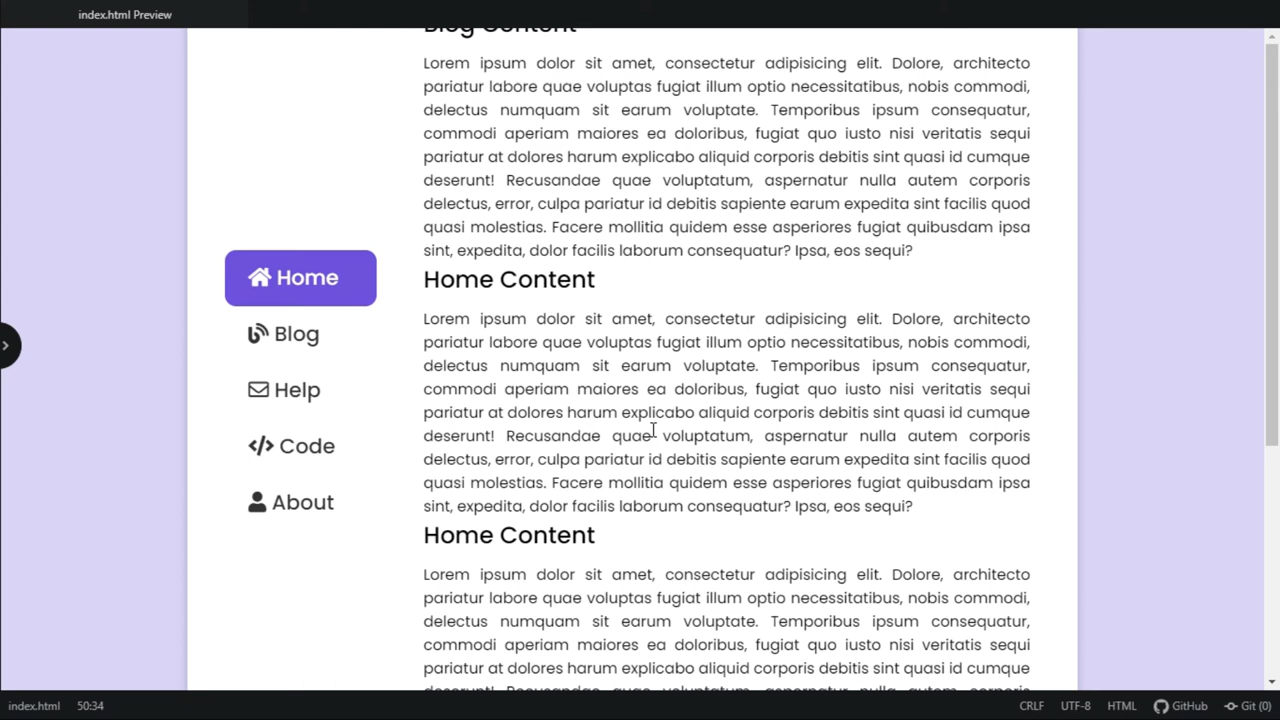 index.html Preview
Blog Content
Lorem ipsum dolor sit amet, consectetur adipisicing elit. Dolore, architecto
pariatur labore quae voluptas fugiat illum optio necessitatibus, nobis commodi,
delectus numquam sit earum voluptate. Temporibus ipsum consequatur,
commodi aperiam maiores ea doloribus, fugiat quo iusto nisi veritatis sequi
pariatur at dolores harum explicabo aliquid corporis debitis sint quasi id cumque
deserunt! Recusandae quae voluptatum, aspernatur nulla autem corporis
delectus, error, culpa pariatur id debitis sapiente earum expedita sint facilis quod
quasi molestias. Facere mollitia quidem esse asperiores fugiat quibusdam ipsa
sint, expedita, dolor facilis laborum consequatur? Ipsa, eos sequi?
Home
Blog
Help
Code
About
Home Content
Lorem ipsum dolor sit amet, consectetur adipisicing elit. Dolore, architecto
pariatur labore quae voluptas fugiat illum optio necessitatibus, nobis commodi,
delectus numquam sit earum voluptate. Temporibus ipsum consequatur,
commodi aperiam maiores ea doloribus, fugiat quo iusto nisi veritatis sequi
pariatur at dolores harum explicabo aliquid corporis debitis sint quasi id cumque
deserunt! Recusandae quae voluptatum, aspernatur nulla autem corporis
delectus, error, culpa pariatur id debitis sapiente earum expedita sint facilis quod
quasi molestias. Facere mollitia quidem esse asperiores fugiat quibusdam ipsa
sint, expedita, dolor facilis laborum consequatur? Ipsa, eos sequi?
Home Content
Lorem ipsum dolor sit amet, consectetur adipisicing elit. Dolore, architecto
pariatur labore quae voluptas fugiat illum optio necessitatibus, nobis commodi,
delectus numquam sit earum voluptate. Temporibus ipsum consequatur,
commodi aperiam maiores ea doloribus, fugiat quo iusto nisi veritatis sequi
pariatur at dolores harum explicabo aliquid corporis debitis sint quasi id cumque
index.html 50:34 CRLF UTF-8 HTML GitHub Git (0)